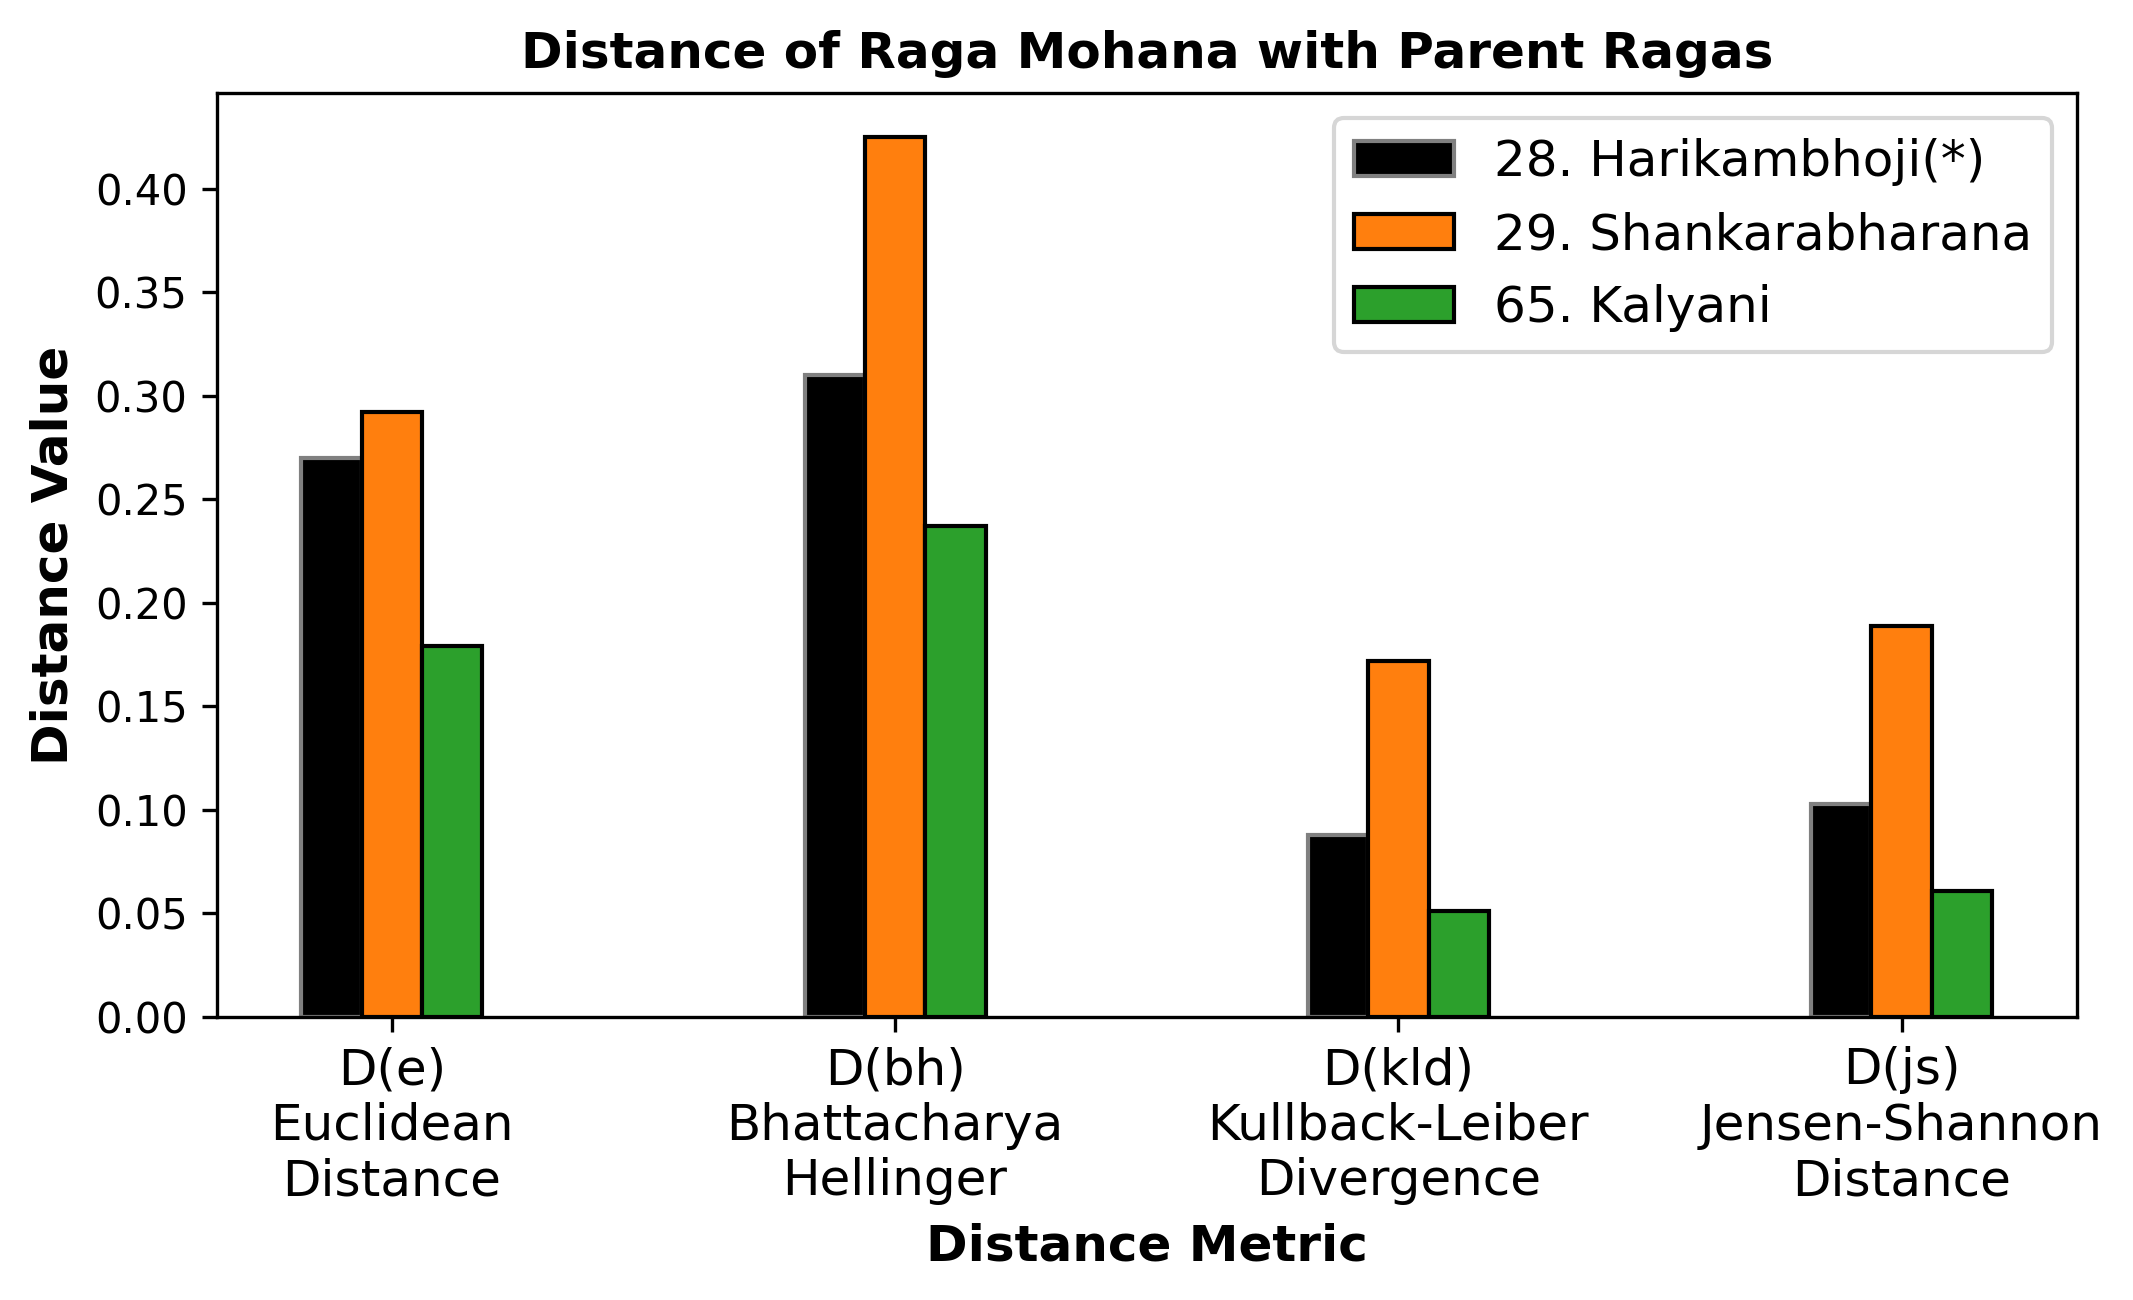 Distance of Raga Mohana with Parent Ragas
28. Harikambhoji(*)
29. Shankarabharana
65. Kalyani
Distance Value
0.40
0.35
0.30
0.25
0.20
0.15
0.10
0.05
0.00
D(e)
Euclidean
Distance
D(bh)
Bhattacharya
Hellinger
D(kld)
Kullback-Leiber
Divergence
D(js)
Jensen-Shannon
Distance
Distance Metric